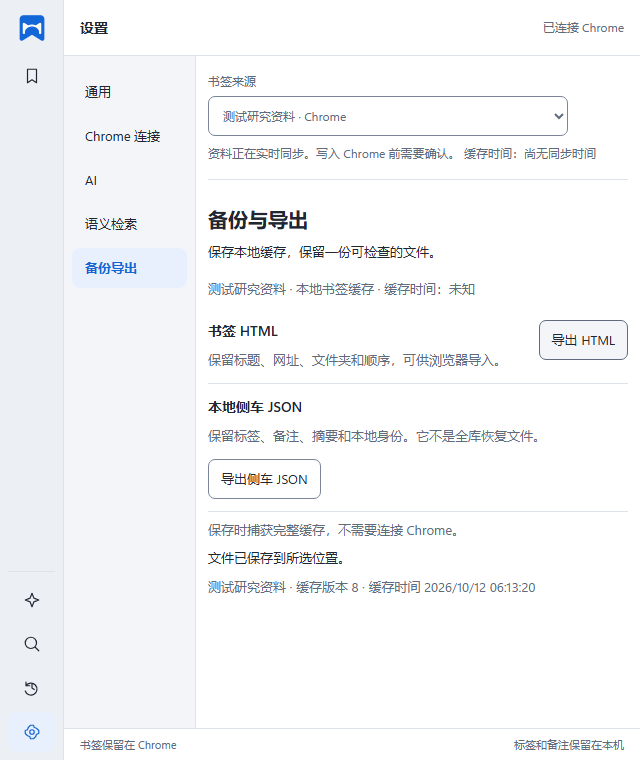 设置
已连接 Chrome
通用
Chrome 连接
AI
语义检索
备份导出
书签来源
测试研究资料 · Chrome
资料正在实时同步。写入 Chrome 前需要确认。 缓存时间：尚无同步时间
备份与导出
保存本地缓存，保留一份可检查的文件。
测试研究资料 · 本地书签缓存 · 缓存时间：未知
书签 HTML
保留标题、网址、文件夹和顺序，可供浏览器导入。
导出 HTML
本地侧车 JSON
保留标签、备注、摘要和本地身份。它不是全库恢复文件。
导出侧车 JSON
保存时捕获完整缓存，不需要连接 Chrome。
文件已保存到所选位置。
测试研究资料 · 缓存版本 8 · 缓存时间 2026/10/12 06:13:20
书签保留在 Chrome
标签和备注保留在本机